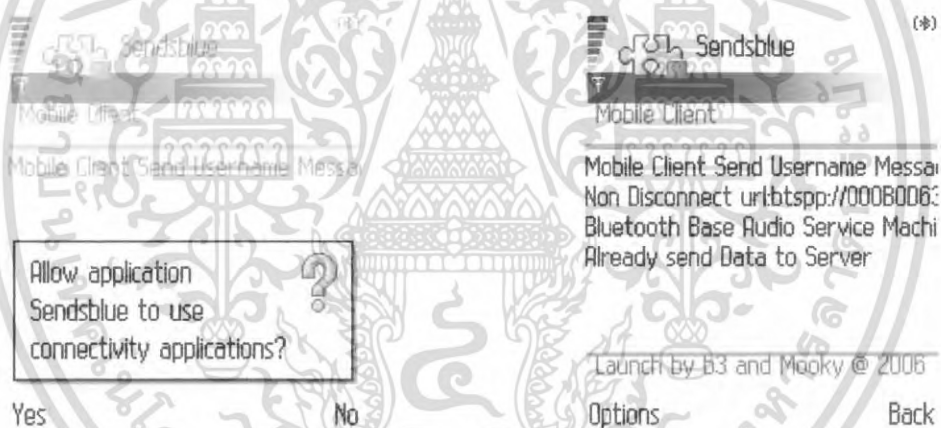 Sendsblue
Mobile Client
Mobile Client Send Username Messa
Allow application
Sendsblue to use
connectivity applications?
Yes
No
Sendsblue
Mobile Client
Mobile Client Send Username Messa
Non Disconnect url:btspp://000B0D63
Bluetooth Base Audio Service Machi
Already send Data to Server
Launch by b3 and Mooky @ 2006
Options
Back